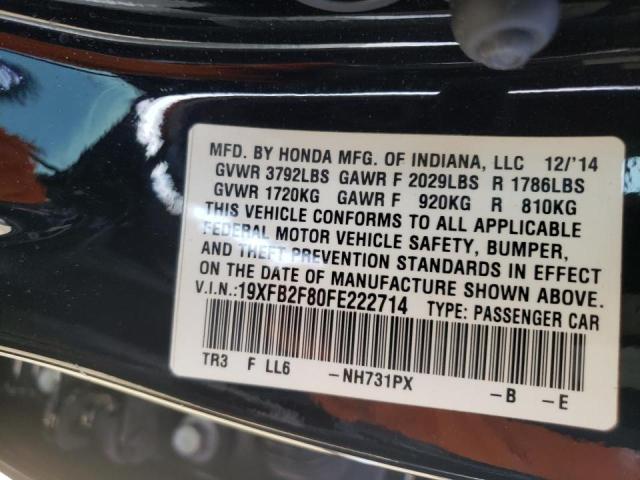 MFD. BY HONDA MFG. OF INDIANA, LLC 12/'14
GVWR 3792LBS GAWR F 2029LBS R 1786LBS
GVWR 1720KG GAWR F 920KG R 810KG
THIS VEHICLE CONFORMS TO ALL APPLICABLE
FEDERAL MOTOR VEHICLE SAFETY, BUMPER,
AND THEFT PREVENTION STANDARDS IN EFFECT
ON THE DATE OF MANUFACTURE SHOWN ABOVE.
V.I.N.:19XFB2F80FE222714 TYPE: PASSENGER CAR
TR3 F LL6 -NH731PX -B -E